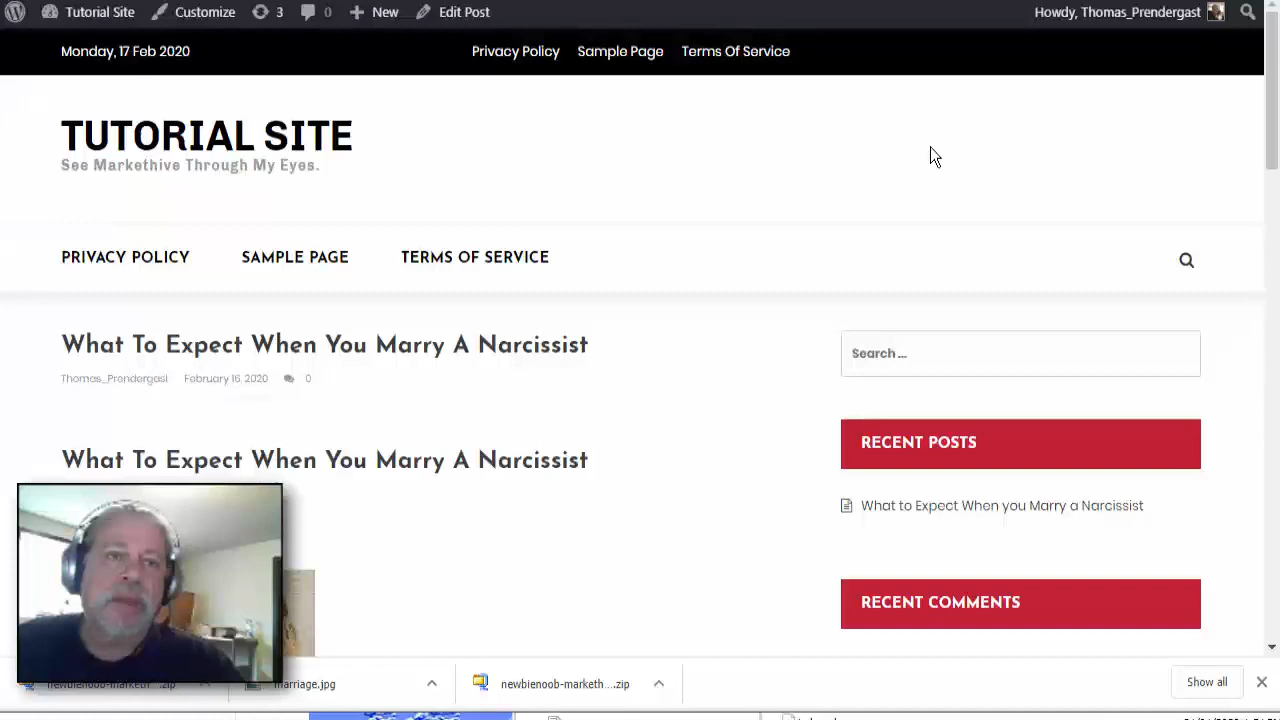 Tutorial Site Customize 3 0 New Edit Post Howdy, Thomas_Prendergast
Monday, 17 Feb 2020 Privacy Policy Sample Page Terms Of Service
TUTORIAL SITE
See Markethive Through My Eyes.
PRIVACY POLICY SAMPLE PAGE TERMS OF SERVICE
What To Expect When You Marry A Narcissist
Thomas_Prendergast February 16, 2020 0
Search ...
What To Expect When You Marry A Narcissist
RECENT POSTS
What to Expect When you Marry a Narcissist
RECENT COMMENTS
marriage.jpg newbienoob-marketh....zip Show all